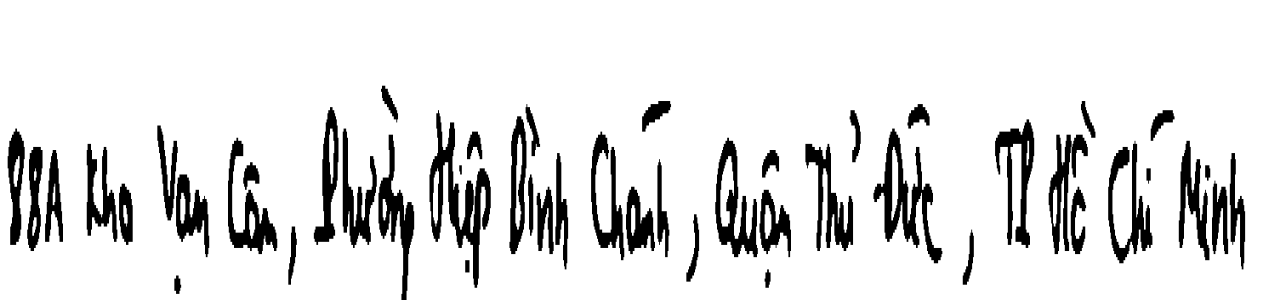 88A Kha Vạn Cân, Phường Hiệp Bình Chánh, Quận Thủ Đức, TP Hồ Chí Minh